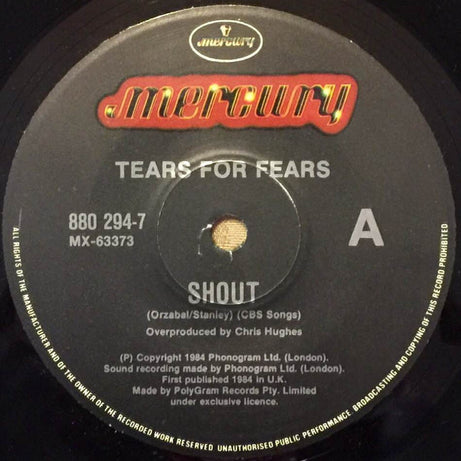 mercury
mercury
TEARS FOR FEARS
880 294-7
MX-63373
A
SHOUT
(Orzabal/Stanley) (CBS Songs)
Overproduced by Chris Hughes
(P) Copyright 1984 Phonogram Ltd. (London).
Sound recording made by Phonogram Ltd. (London).
First published 1984 in U.K.
Made by PolyGram Records Pty. Limited
under exclusive licence.
ALL RIGHTS OF THE MANUFACTURER AND OF THE OWNER OF THE RECORDED WORK RESERVED UNAUTHORISED PUBLIC PERFORMANCE BROADCASTING AND COPYING OF THIS RECORD PROHIBITED